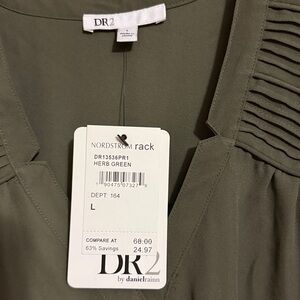 DR2
NORDSTROM rack
DR13536PR1
HERB GREEN
DEPT 164
L
COMPARE AT 68.00
63% Savings 24.97
DR2
by danielrainn